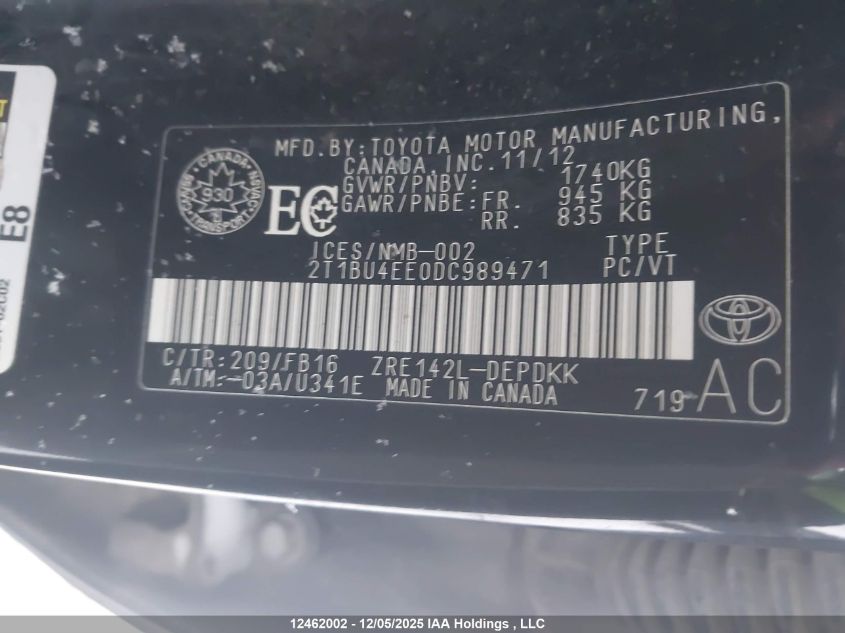 MFD.BY:TOYOTA MOTOR MANUFACTURING,
CANADA, INC. 11/12
GVWR/PNBV: 1740KG
GAWR/PNBE: FR. 945 KG
RR. 835 KG
CANADA
930
TRANSPORT
EC
ICES/NMB-002
TYPE
2T1BU4EE0DC989471
PC/VT
C/TR:209/FB16 ZRE142L-DEPDKK
A/TM:-03A/U341E MADE IN CANADA
719 AC
E8
12462002 - 12/05/2025 IAA Holdings , LLC